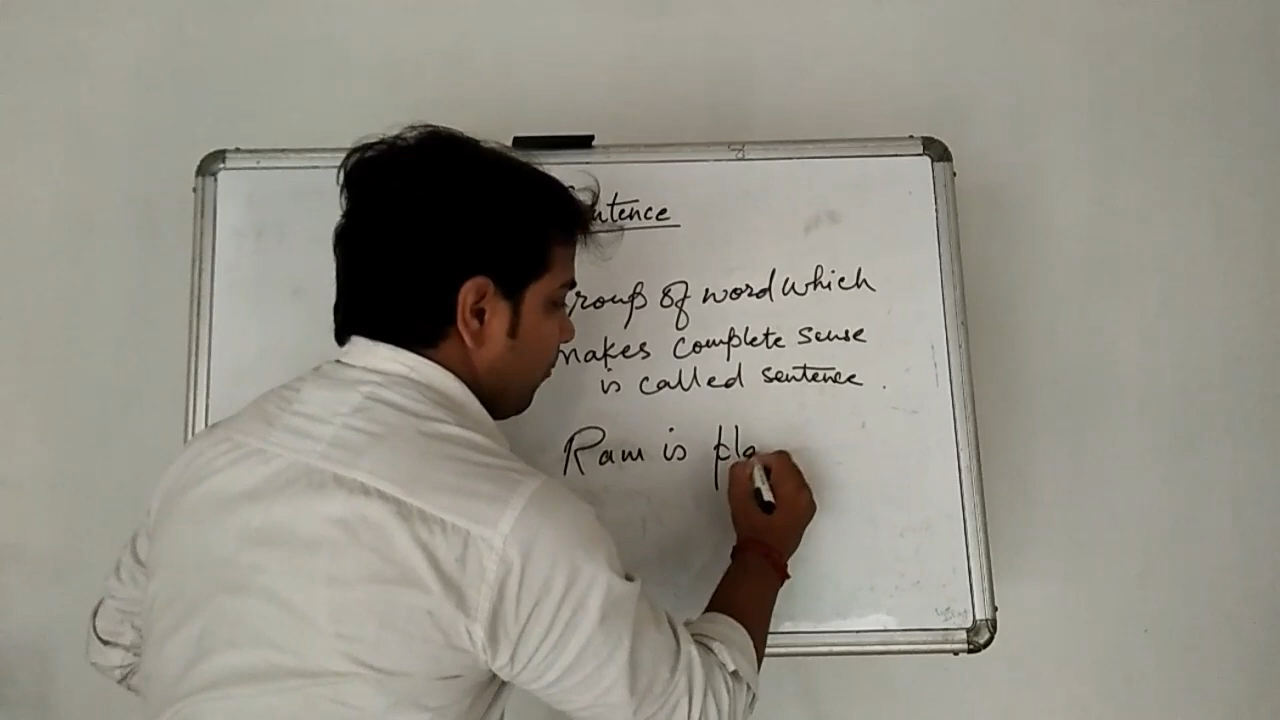 ntence
roup of word which
makes complete sense
is called sentence .
Ram is pla